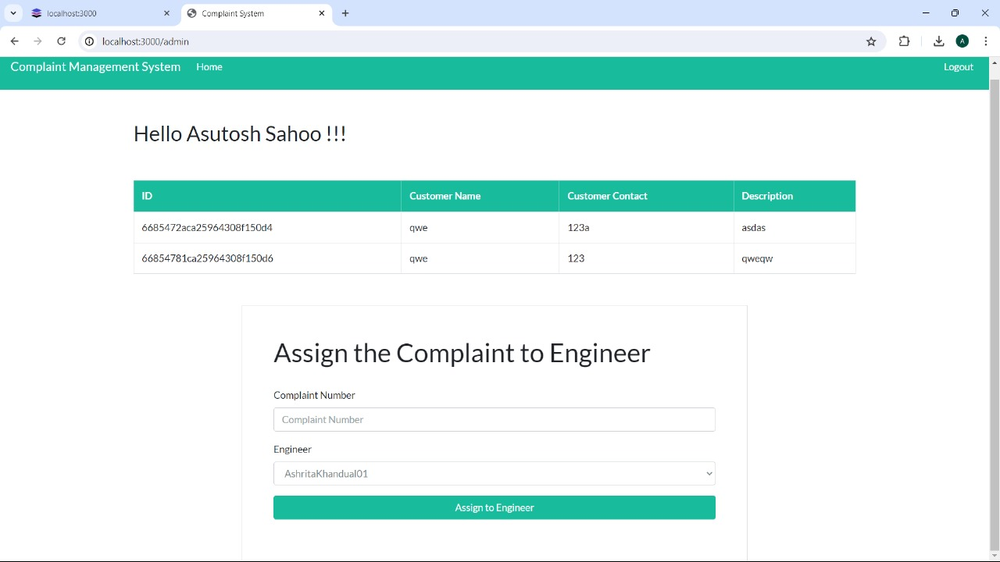 localhost:3000
Complaint System
localhost:3000/admin
A
Complaint Management System Home Logout
Hello Asutosh Sahoo !!!
ID Customer Name Customer Contact Description
6685472aca25964308f150d4 qwe 123a asdas
66854781ca25964308f150d6 qwe 123 qweqw
Assign the Complaint to Engineer
Complaint Number
Complaint Number
Engineer
AshritaKhandual01
Assign to Engineer